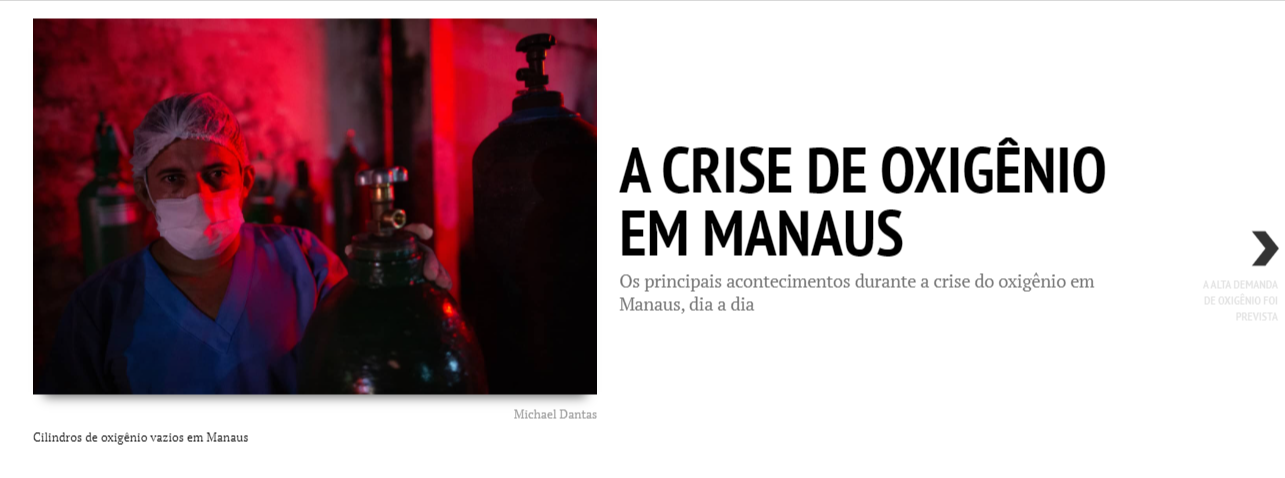 A CRISE DE OXIGÊNIO
EM MANAUS
Os principais acontecimentos durante a crise do oxigênio em
Manaus, dia a dia
A ALTA DEMANDA
DE OXIGÊNIO FOI
PREVISTA
Michael Dantas
Cilindros de oxigênio vazios em Manaus